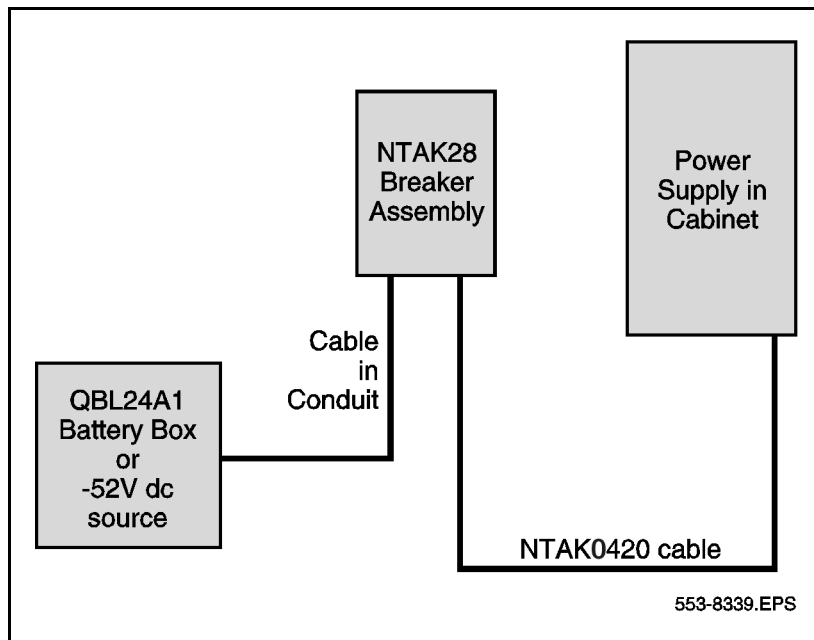 NTAK28
Breaker
Assembly
Power
Supply in
Cabinet
Cable
in
Conduit
QBL24A1
Battery Box
or
-52V dc
source
NTAK0420 cable
553-8339.EPS